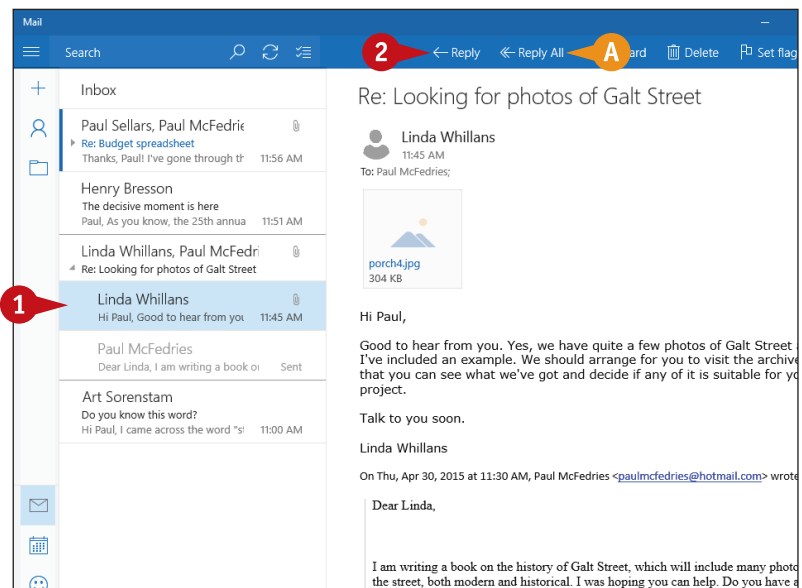 Mail
Search
2
Reply
Reply All
A
ard
Delete
Set flag
Inbox
Paul Sellars, Paul McFedrie
Re: Budget spreadsheet
Thanks, Paul! I've gone through th 11:56 AM
Henry Bresson
The decisive moment is here
Paul, As you know, the 25th annua 11:51 AM
Linda Whillans, Paul McFedri
Re: Looking for photos of Galt Street
1
Linda Whillans
Hi Paul, Good to hear from you 11:45 AM
Paul McFedries
Dear Linda, I am writing a book o Sent
Art Sorenstam
Do you know this word?
Hi Paul, I came across the word "s 11:00 AM
Re: Looking for photos of Galt Street
Linda Whillans
11:45 AM
To: Paul McFedries;
porch4.jpg
304 KB
Hi Paul,
Good to hear from you. Yes, we have quite a few photos of Galt Street
I've included an example. We should arrange for you to visit the archive
that you can see what we've got and decide if any of it is suitable for yo
project.
Talk to you soon.
Linda Whillans
On Thu, Apr 30, 2015 at 11:30 AM, Paul McFedries <paulmcfedries@hotmail.com> wrote
Dear Linda,
I am writing a book on the history of Galt Street, which will include many photo
the street, both modern and historical. I was hoping you can help. Do you have a